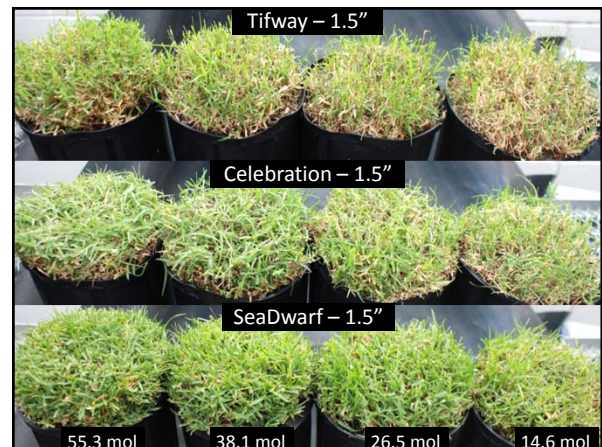 Tifway – 1.5”
Celebration – 1.5”
SeaDwarf – 1.5”
55.3 mol 38.1 mol 26.5 mol 14.6 mol